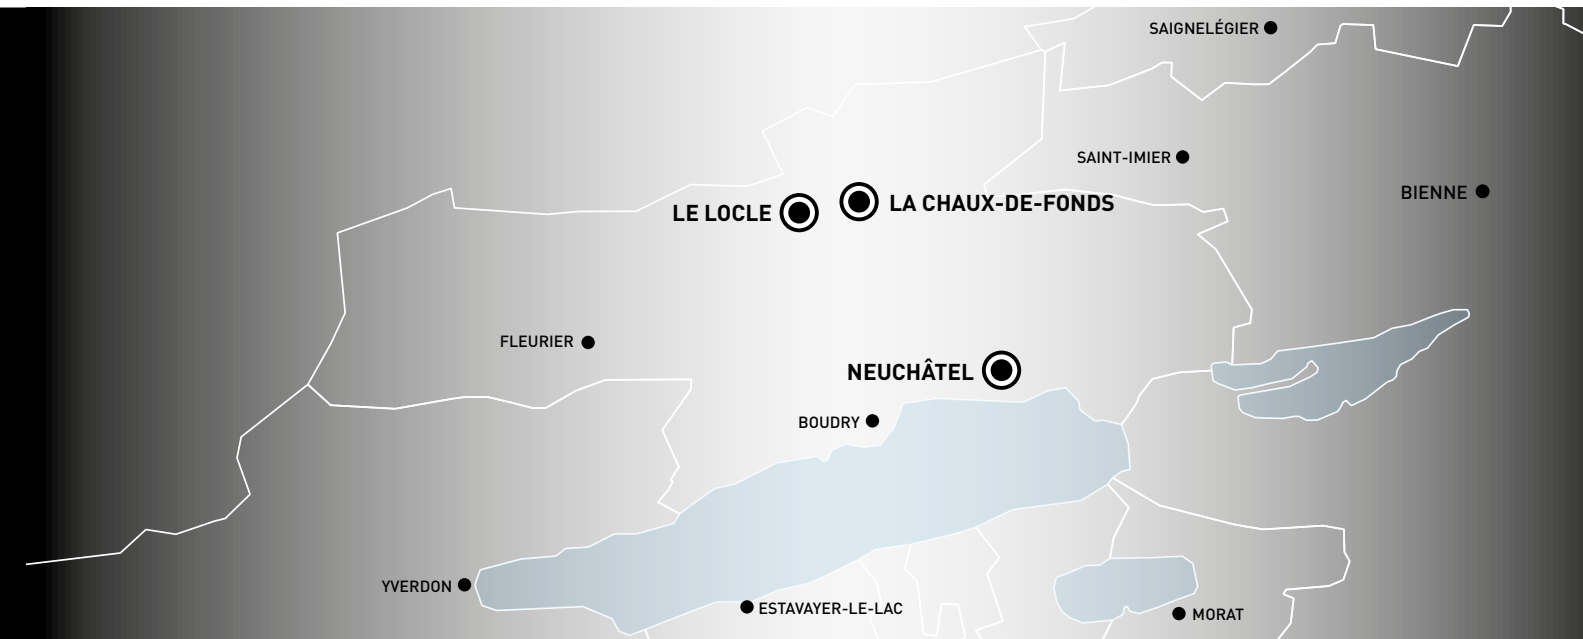 SAIGNELÉGIER
SAINT-IMIER
BIENNE
LE LOCLE
LA CHAUX-DE-FONDS
FLEURIER
NEUCHÂTEL
BOUDRY
YVERDON
ESTAVAYER-LE-LAC
MORAT